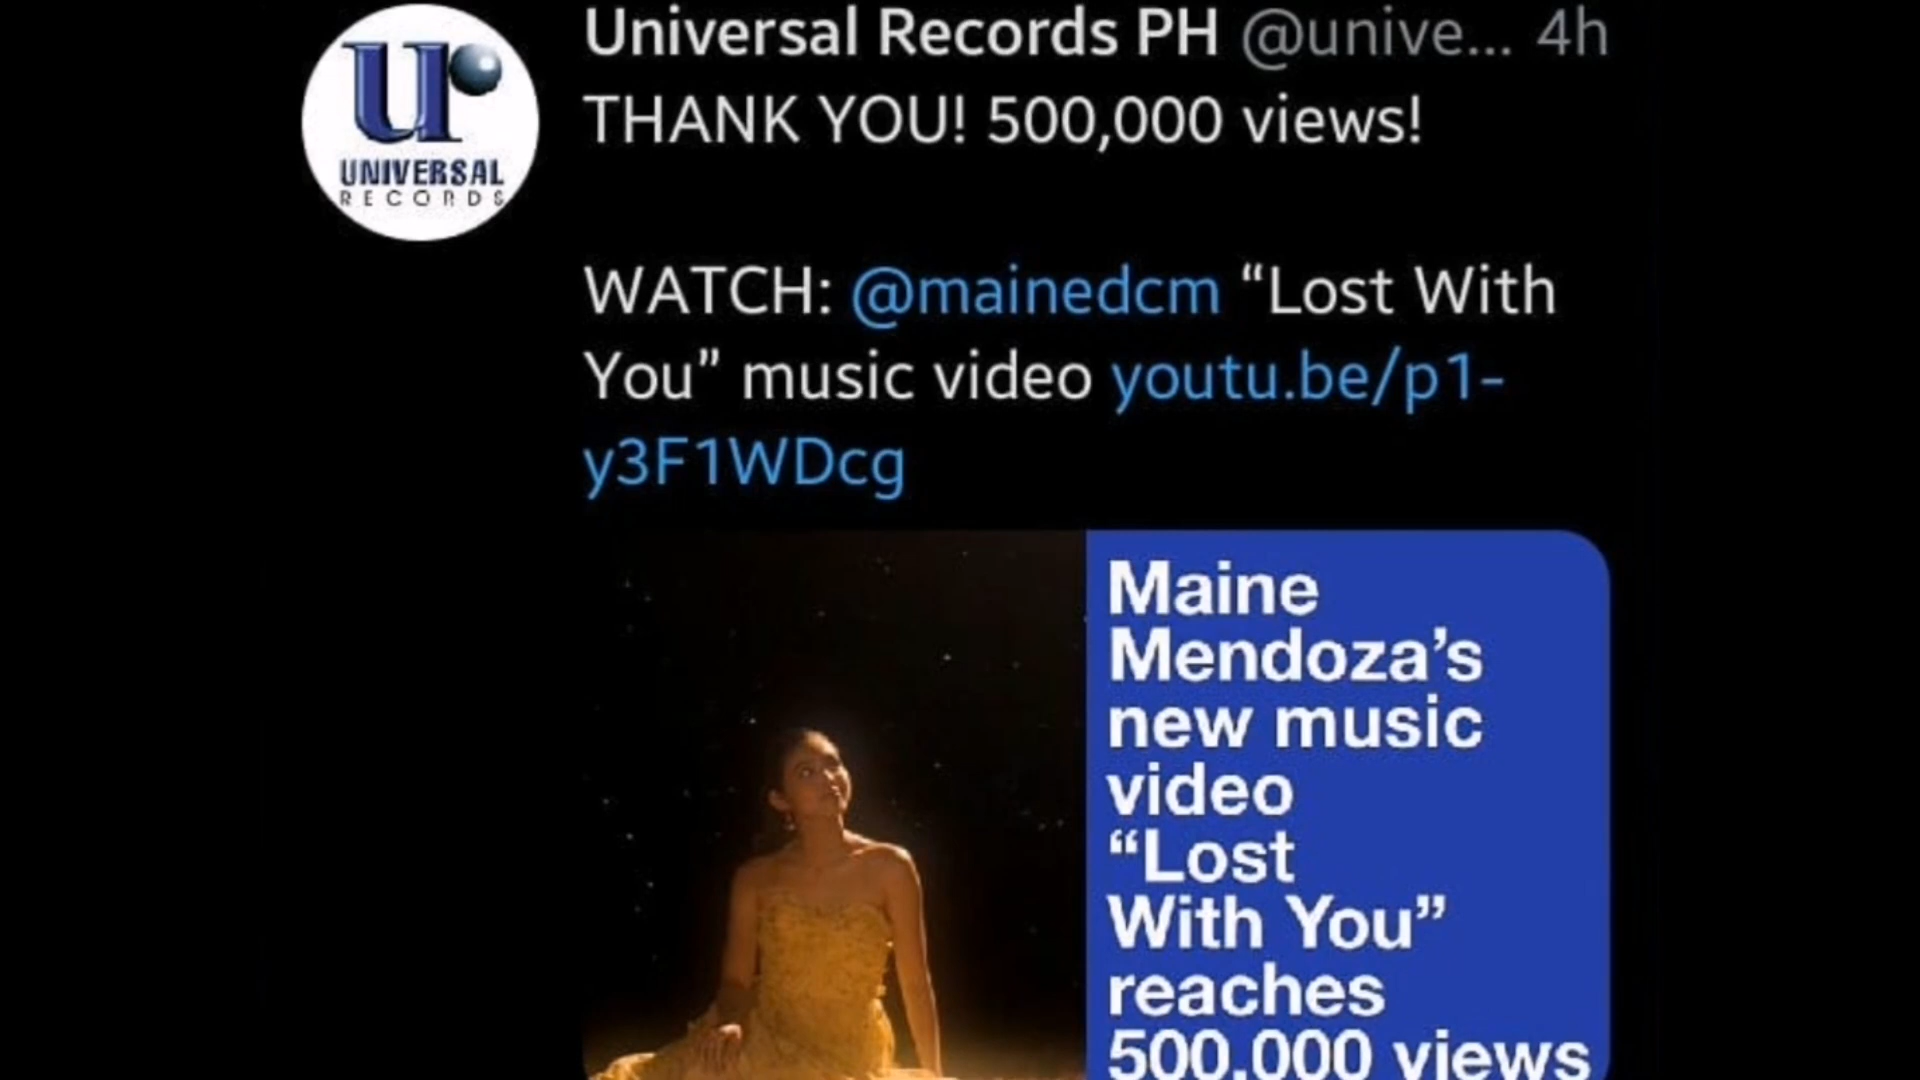 UNIVERSAL
RECORDS
Universal Records PH @unive... 4h
THANK YOU! 500,000 views!
WATCH: @mainedcm “Lost With
You” music video youtu.be/p1-
y3F1WDcg
Maine
Mendoza’s
new music
video
“Lost
With You”
reaches
500,000 views